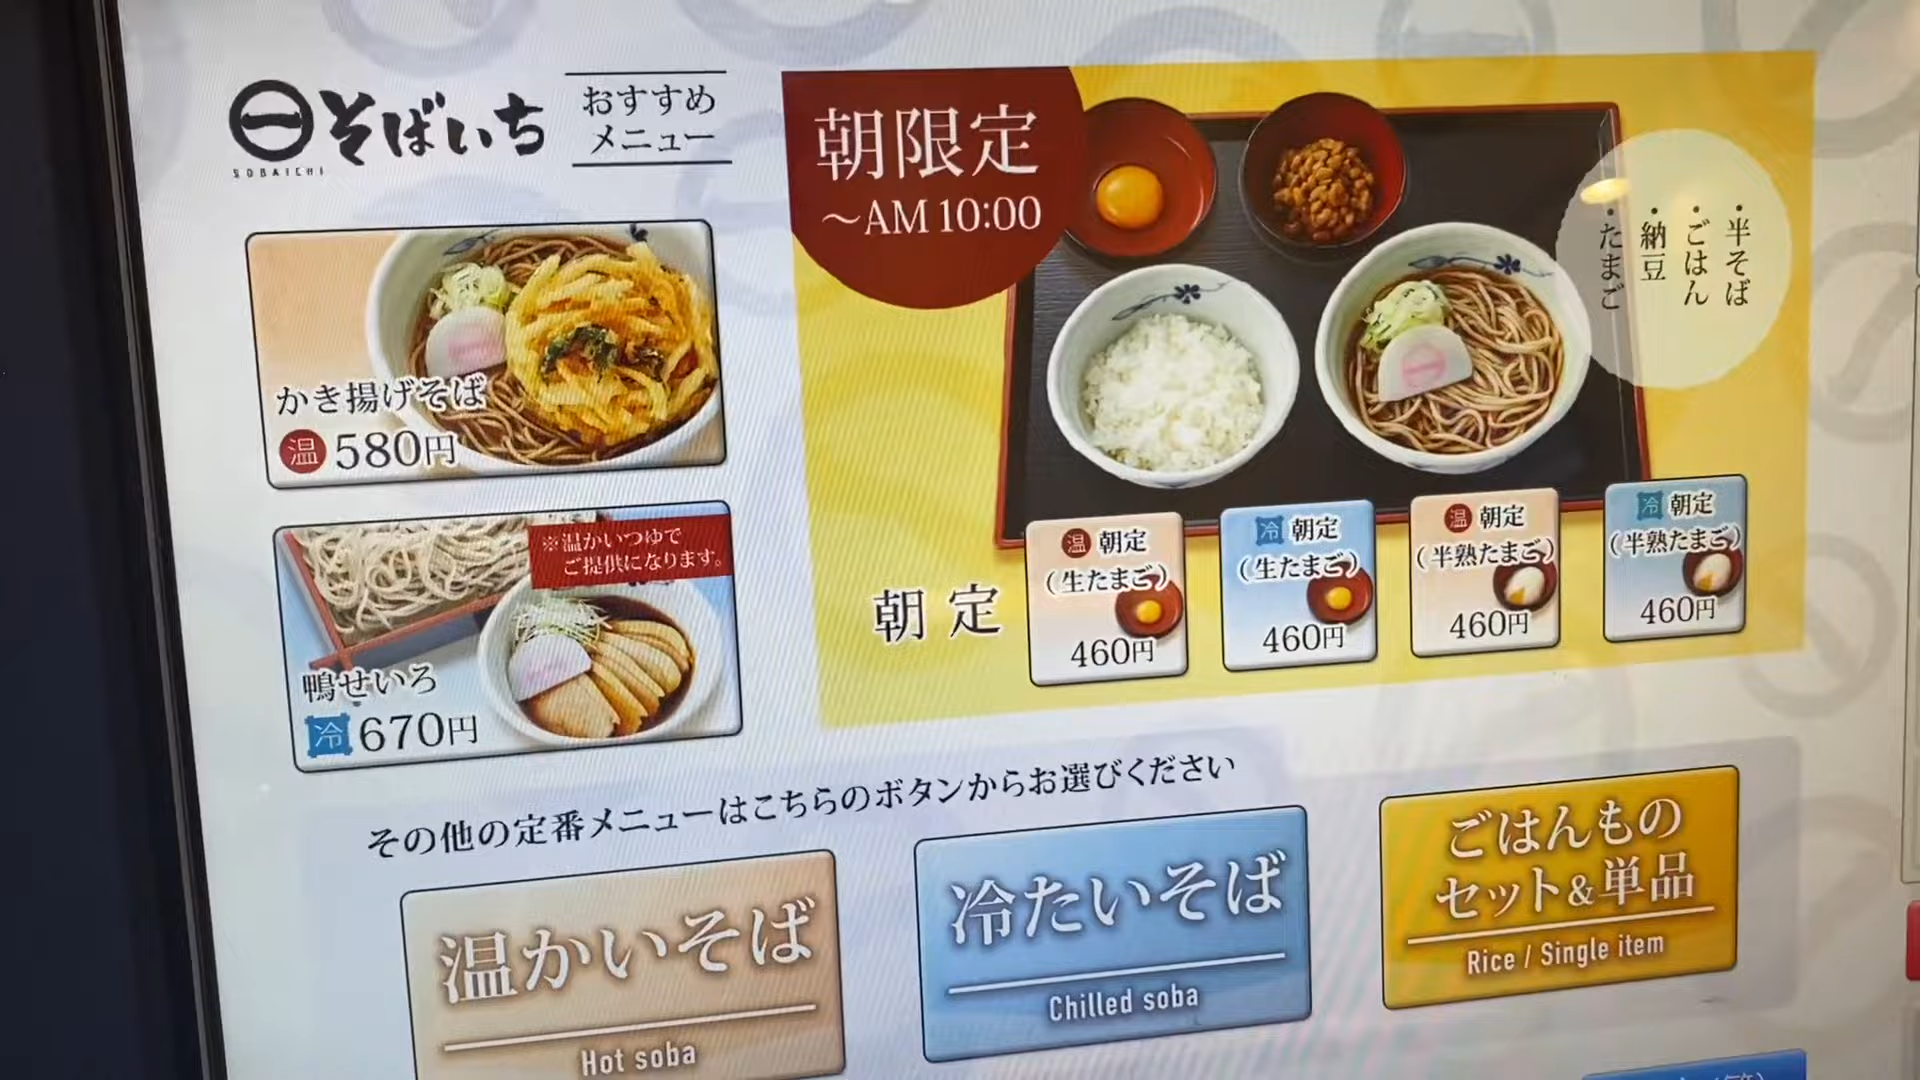 そばいち
SOBAICHI
おすすめ
メニュー
かき揚げそば
温 580円
※温かいつゆで
ご提供になります。
鴨せいろ
冷 670円
朝限定
～AM 10:00
・半そば
・ごはん
・納豆
・たまご
朝定
温 朝定
(生たまご)
460円
冷 朝定
(生たまご)
460円
温 朝定
(半熟たまご)
460円
冷 朝定
(半熟たまご)
460円
その他の定番メニューはこちらのボタンからお選びください
温かいそば
Hot soba
冷たいそば
Chilled soba
ごはんもの
セット&単品
Rice / Single item